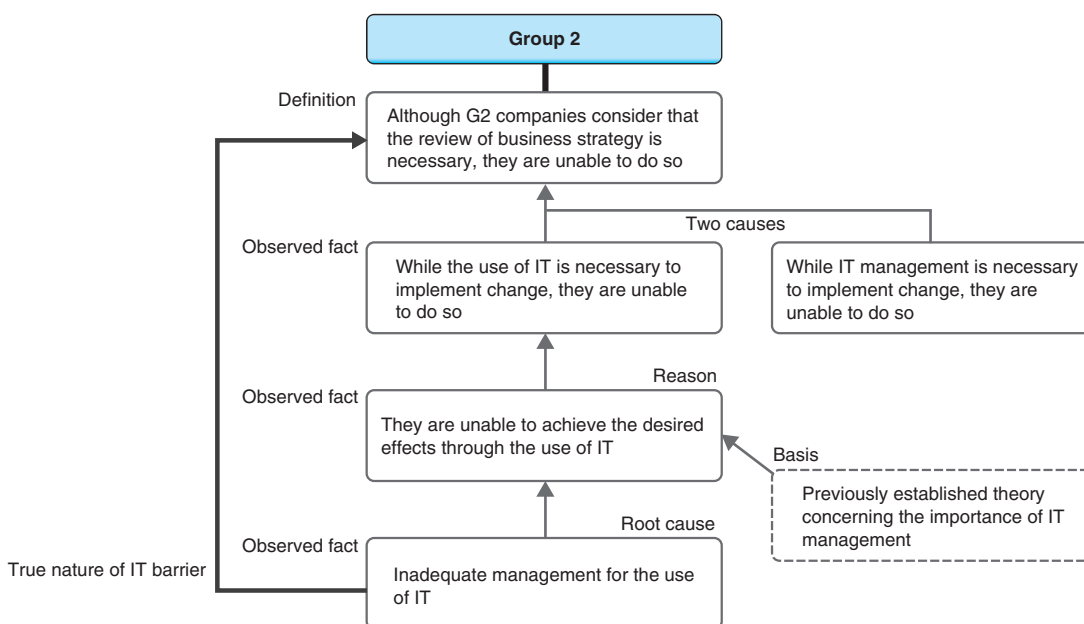 Group 2
Definition
Although G2 companies consider that
the review of business strategy is
necessary, they are unable to do so
Two causes
Observed fact
While the use of IT is necessary to
implement change, they are unable
to do so
While IT management is necessary
to implement change, they are
unable to do so
Reason
Observed fact
They are unable to achieve the desired
effects through the use of IT
Basis
Previously established theory
concerning the importance of IT
management
Root cause
Observed fact
True nature of IT barrier
Inadequate management for the use
of IT